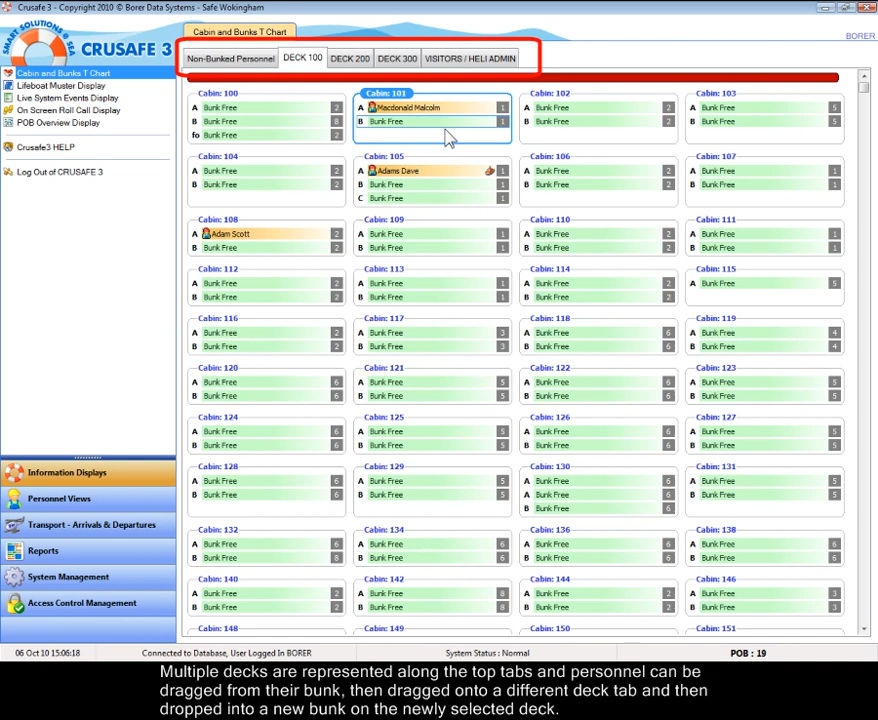 Crusafe 3 - Copyright 2010 © Borer Data Systems - Safe Wokingham
SMART SOLUTIONS @ SEA
CRUSAFE 3
Cabin and Bunks T Chart
BORER
Non-Bunked Personnel DECK 100 DECK 200 DECK 300 VISITORS / HELI ADMIN
Cabin and Bunks T Chart
Lifeboat Muster Display
Live System Events Display
On Screen Roll Call Display
POB Overview Display
Crusafe3 HELP
Log Out of CRUSAFE 3
Cabin: 100 Cabin: 101 Cabin: 102 Cabin: 103
A Bunk Free 2 A Macdonald Malcolm 1 A Bunk Free 2 A Bunk Free 5
B Bunk Free 8 B Bunk Free 1 B Bunk Free 2 B Bunk Free 5
fo Bunk Free 2
Cabin: 104 Cabin: 105 Cabin: 106 Cabin: 107
A Bunk Free 2 A Adams Dave 1 A Bunk Free 2 A Bunk Free 1
B Bunk Free 2 B Bunk Free 1 B Bunk Free 2 B Bunk Free 1
C Bunk Free 1
Cabin: 108 Cabin: 109 Cabin: 110 Cabin: 111
A Adam Scott 2 A Bunk Free 1 A Bunk Free 2 A Bunk Free 1
B Bunk Free 2 B Bunk Free 1 B Bunk Free 2 B Bunk Free 1
Cabin: 112 Cabin: 113 Cabin: 114 Cabin: 115
A Bunk Free 2 A Bunk Free 1 A Bunk Free 2 A Bunk Free 5
B Bunk Free 2 B Bunk Free 1 B Bunk Free 2
Cabin: 116 Cabin: 117 Cabin: 118 Cabin: 119
A Bunk Free 2 A Bunk Free 3 A Bunk Free 6 A Bunk Free 4
B Bunk Free 2 B Bunk Free 3 B Bunk Free 6 B Bunk Free 4
Cabin: 120 Cabin: 121 Cabin: 122 Cabin: 123
A Bunk Free 6 A Bunk Free 5 A Bunk Free 6 A Bunk Free 5
B Bunk Free 6 B Bunk Free 5 B Bunk Free 6 B Bunk Free 5
Cabin: 124 Cabin: 125 Cabin: 126 Cabin: 127
A Bunk Free 6 A Bunk Free 5 A Bunk Free 6 A Bunk Free 5
B Bunk Free 6 B Bunk Free 5 B Bunk Free 6 B Bunk Free 5
Cabin: 128 Cabin: 129 Cabin: 130 Cabin: 131
A Bunk Free 6 A Bunk Free 5 A Bunk Free 6 A Bunk Free 5
B Bunk Free 6 B Bunk Free 5 B Bunk Free 6 B Bunk Free 5
A Bunk Free 6
Cabin: 132 Cabin: 134 Cabin: 136 Cabin: 138
A Bunk Free 6 A Bunk Free 6 A Bunk Free 6 A Bunk Free 6
B Bunk Free 8 B Bunk Free 6 B Bunk Free 6 B Bunk Free 6
Cabin: 140 Cabin: 142 Cabin: 144 Cabin: 146
A Bunk Free 2 A Bunk Free 8 A Bunk Free 2 A Bunk Free 3
B Bunk Free 2 B Bunk Free 8 B Bunk Free 2 B Bunk Free 3
Cabin: 148 Cabin: 149 Cabin: 150 Cabin: 151
Information Displays
Personnel Views
Transport - Arrivals & Departures
Reports
System Management
Access Control Management
06 Oct 10 15:06:18 Connected to Database, User Logged In BORER System Status : Normal POB : 19
Multiple decks are represented along the top tabs and personnel can be
dragged from their bunk, then dragged onto a different deck tab and then
dropped into a new bunk on the newly selected deck.